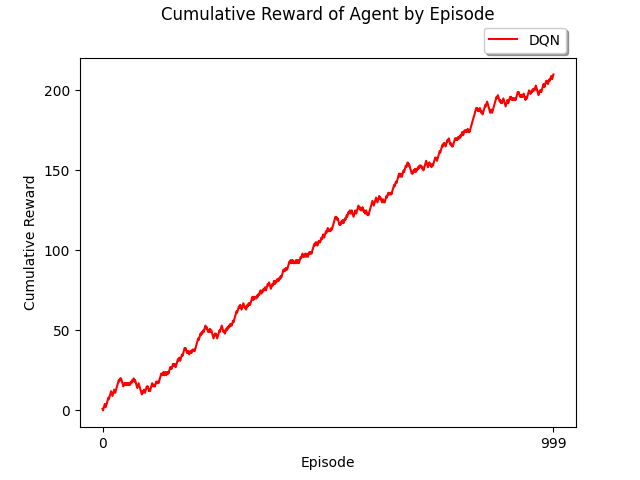 Cumulative Reward of Agent by Episode
DQN
200
150
100
50
0
Cumulative Reward
0
999
Episode